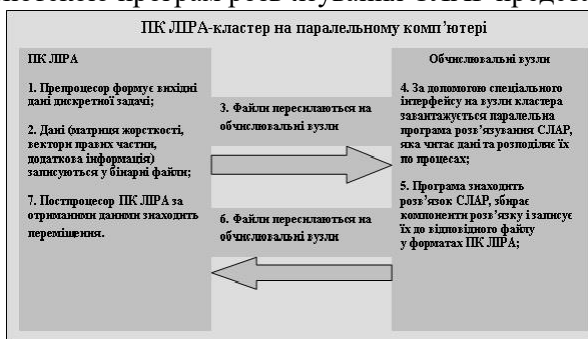 ПК ЛІРА-кластер на паралельному комп'ютері
ПК ЛІРА
1. Препроцесор формує вихідні
дані дискретної задачі;
2. Дані (матриця жорсткості,
вектори правих частин,
додаткова інформація)
записуються у бінарні файли;
7. Постпроцесор ПК ЛІРА за
отриманими даними знаходить
переміщення.
3. Файли пересилаються на
обчислювальні вузли
6. Файли пересилаються на
обчислювальні вузли
Обчислювальні вузли
4. За допомогою спеціального
інтерфейсу на вузли кластера
завантажується паралельна
програма розв'язування СЛАР,
яка читає дані та розподіляє їх
по процесах;
5. Програма знаходить
розв'язок СЛАР, збирає
компоненти розв'язку і записує
їх до відповідного файлу
у форматах ПК ЛІРА;